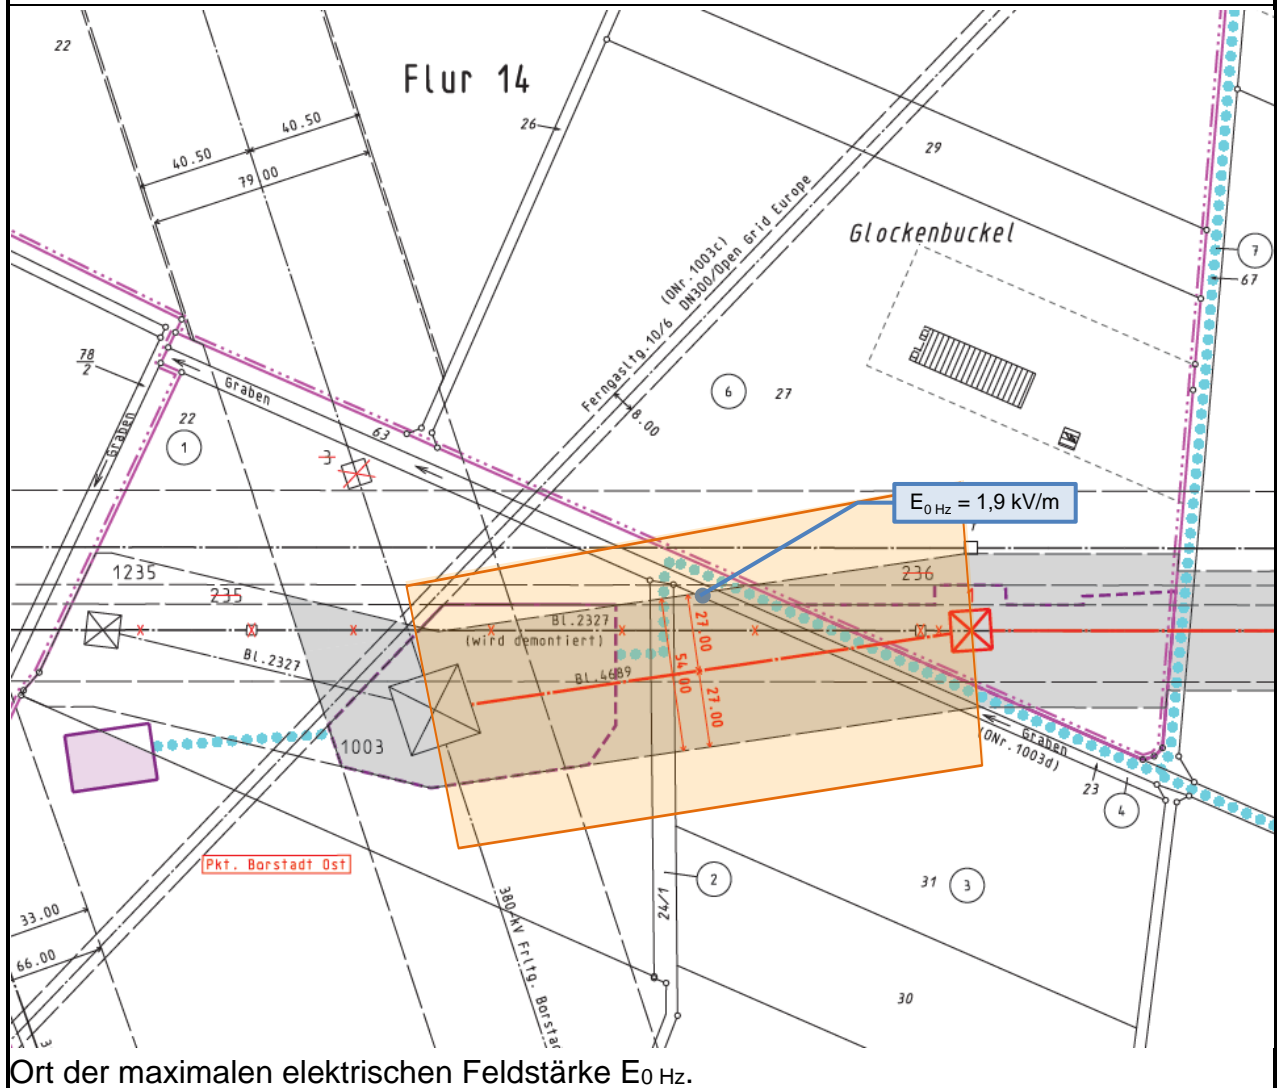 22
Flur 14
26
40.50
40.50
79.00
29
Glockenbuckel
(ONr.1003c)
Ferngasltg.10/6 DN300/Open Grid Europe
8.00
7
67
78
2
Graben
Graben
22
1
63
6
27
E0 Hz = 1,9 kV/m
1235
235
236
1
Bl.2327
(wird demontiert)
Bl.2327
Bl.4689
27.00
54.00
27.00
1003
Graben
(ONr.1003d)
23
4
Pkt. Borstadt Ost
2
24/1
31
3
33.00
66.00
380-kV Frltg. Borstad
30
3
Ort der maximalen elektrischen Feldstärke E0 Hz.